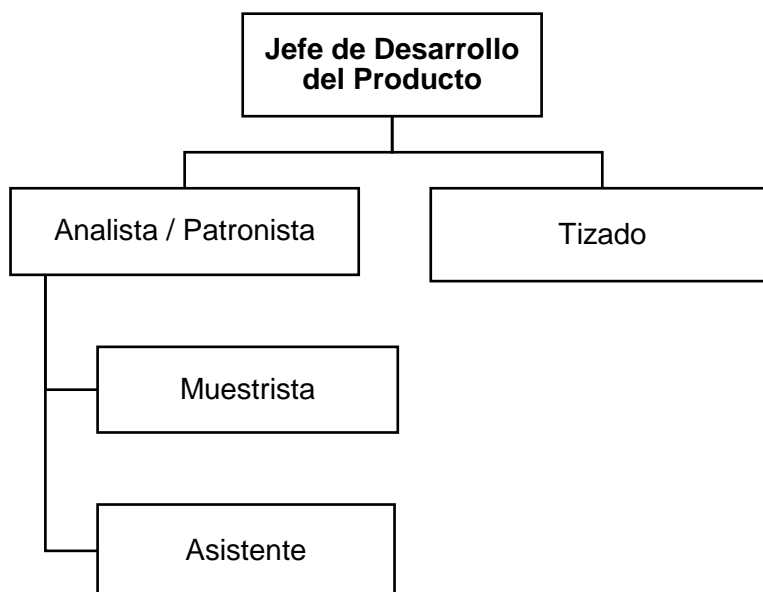 Jefe de Desarrollo
del Producto
Analista / Patronista
Tizado
Muestrista
Asistente